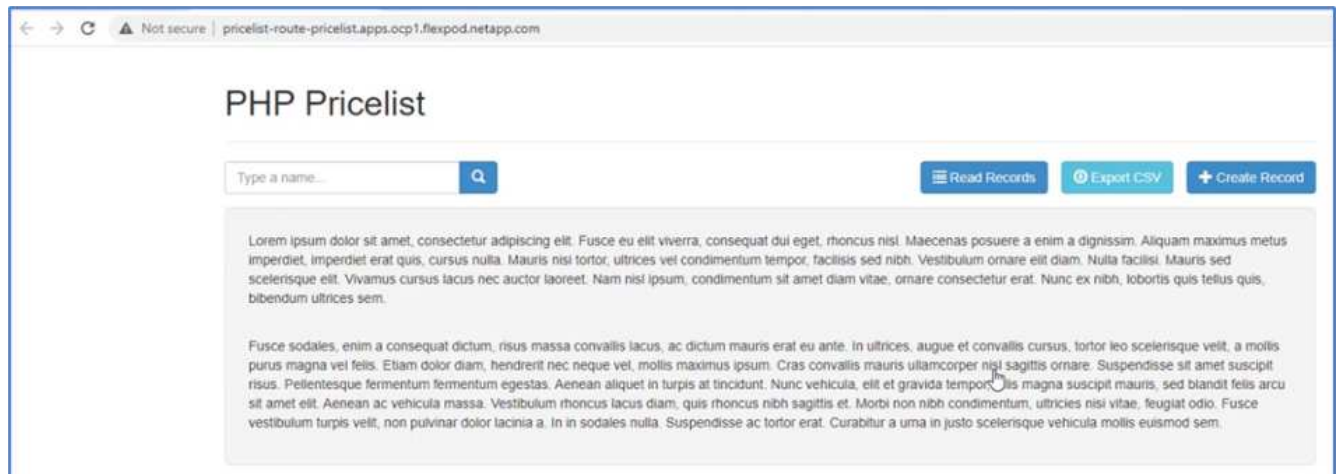 Not secure | pricelist-route-pricelist.apps.ocp1.flexpod.netapp.com
PHP Pricelist
Type a name...
Read Records
Export CSV
Create Record
Lorem ipsum dolor sit amet, consectetur adipiscing elit. Fusce eu elit viverra, consequat dui eget, rhoncus nisl. Maecenas posuere a enim a dignissim. Aliquam maximus metus
imperdiet, imperdiet erat quis, cursus nulla. Mauris nisi tortor, ultrices vel condimentum tempor, facilisis sed nibh. Vestibulum ornare elit diam. Nulla facilisi. Mauris sed
scelerisque elit. Vivamus cursus lacus nec auctor laoreet. Nam nisl ipsum, condimentum sit amet diam vitae, ornare consectetur erat. Nunc ex nibh, lobortis quis tellus quis,
bibendum ultrices sem.
Fusce sodales, enim a consequat dictum, risus massa convallis lacus, ac dictum mauris erat eu ante. In ultrices, augue et convallis cursus, tortor leo scelerisque velit, a mollis
purus magna vel felis. Etiam dolor diam, hendrerit nec neque vel, mollis maximus ipsum. Cras convallis mauris ullamcorper nisl sagittis ornare. Suspendisse sit amet suscipit
risus. Pellentesque fermentum fermentum egestas. Aenean aliquet in turpis at tincidunt. Nunc vehicula, elit et gravida tempor, magna suscipit mauris, sed blandit felis arcu
sit amet elit. Aenean ac vehicula massa. Vestibulum rhoncus lacus diam, quis rhoncus nibh sagittis et. Morbi non nibh condimentum, ultricies nisi vitae, feugiat odio. Fusce
vestibulum turpis velit, non pulvinar dolor lacinia a. In in sodales nulla. Suspendisse ac tortor erat. Curabitur a urna in justo scelerisque vehicula mollis euismod sem.